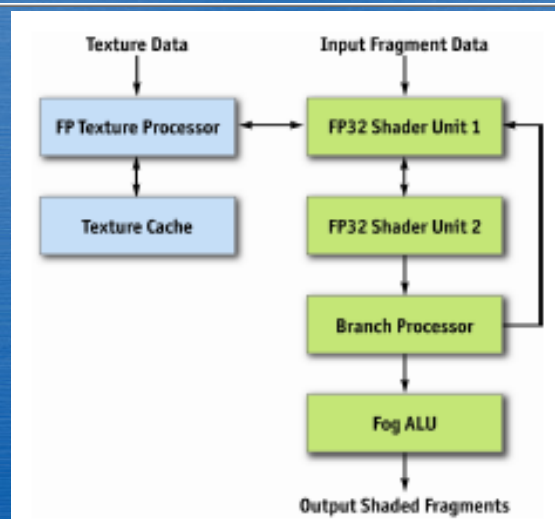 Texture Data
Input Fragment Data
FP Texture Processor
FP32 Shader Unit 1
Texture Cache
FP32 Shader Unit 2
Branch Processor
Fog ALU
Output Shaded Fragments